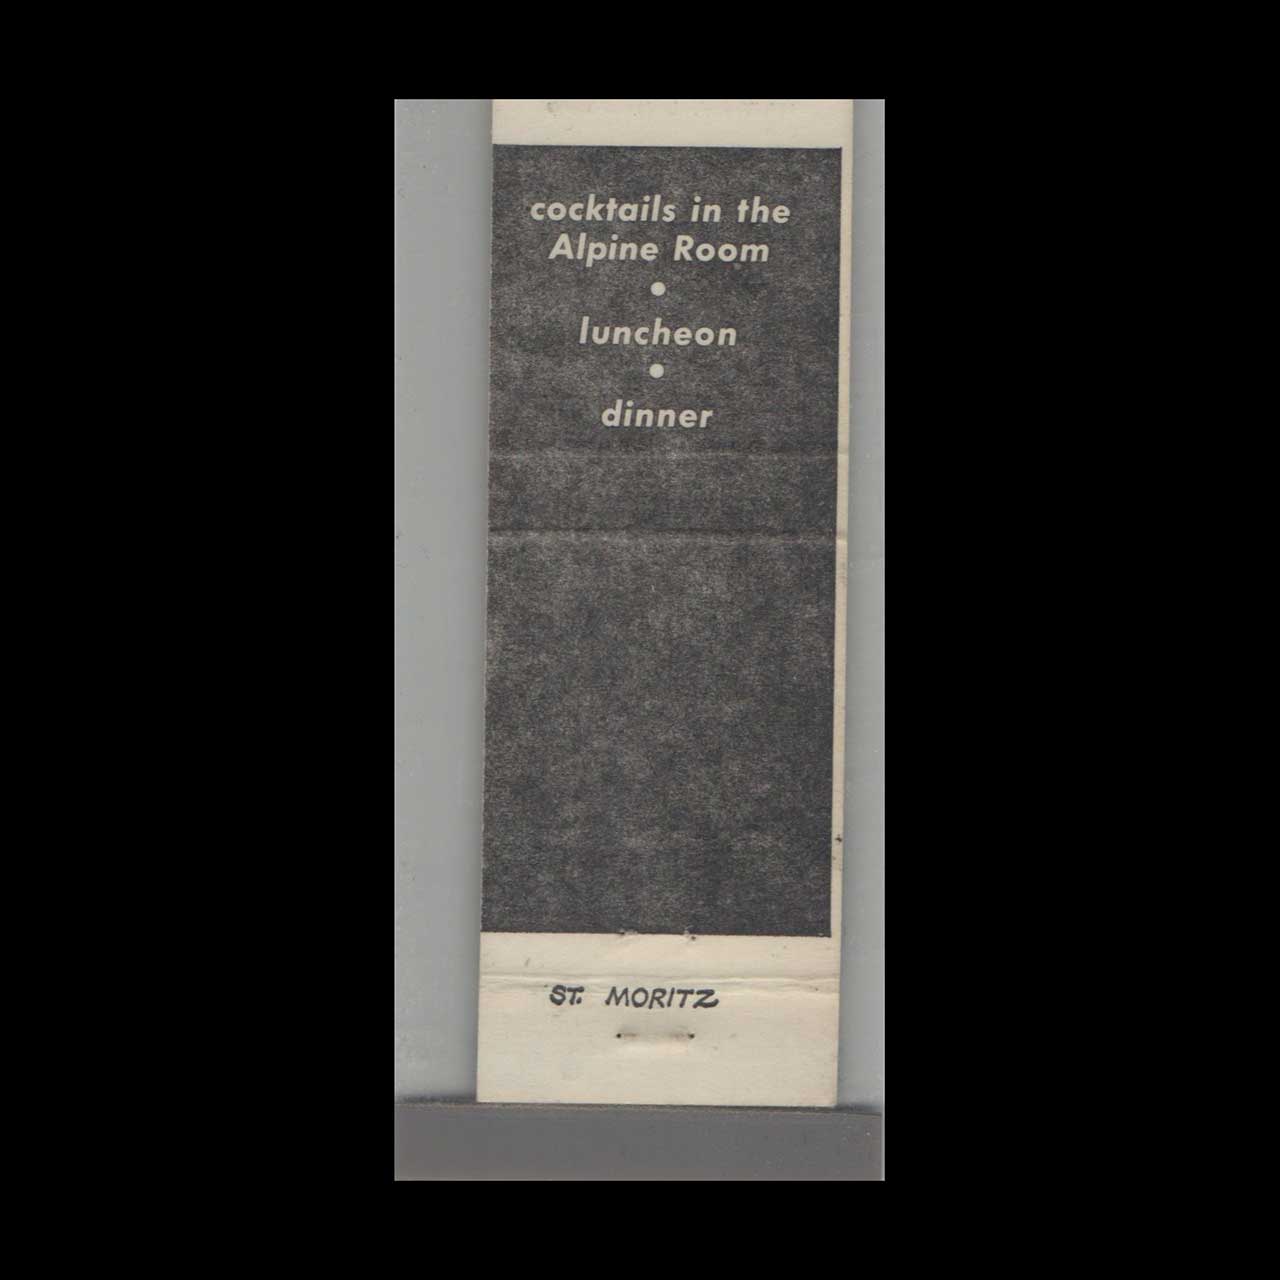 cocktails in the
Alpine Room
•
luncheon
•
dinner
ST. MORITZ